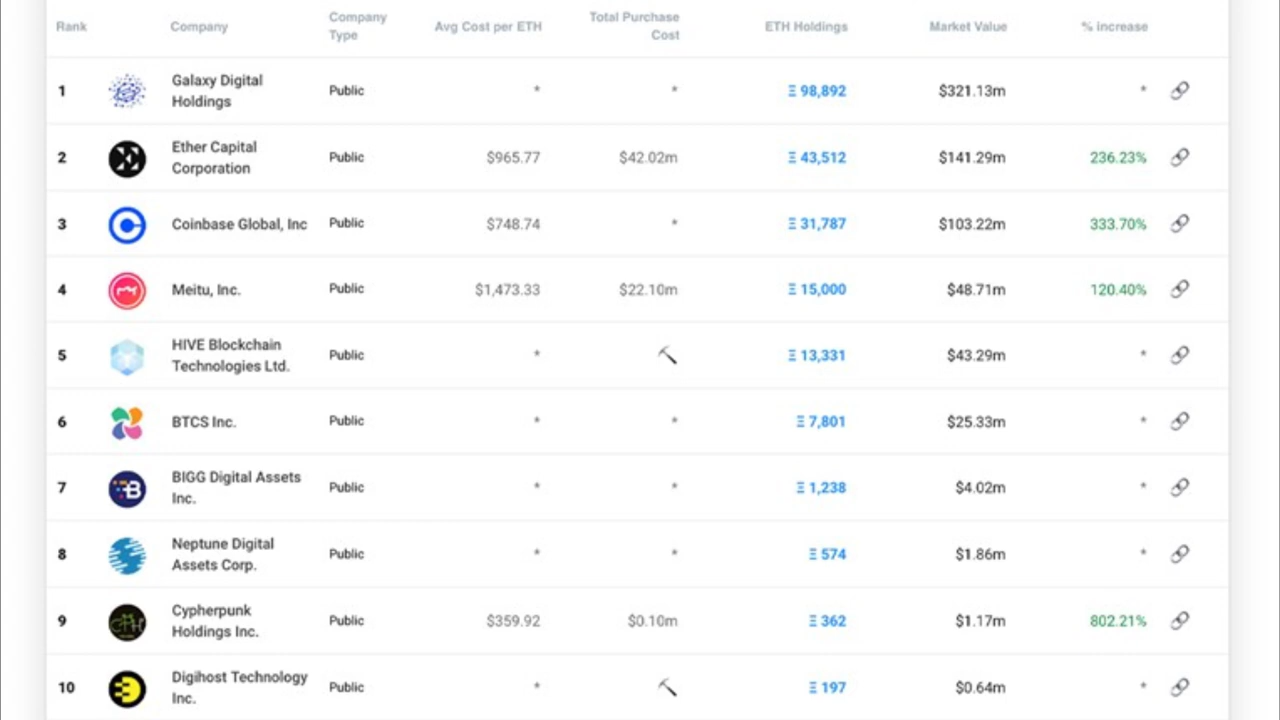 Rank Company Company Type Avg Cost per ETH Total Purchase Cost ETH Holdings Market Value % increase
1 Galaxy Digital Holdings Public * * Ξ 98,892 $321.13m *
2 Ether Capital Corporation Public $965.77 $42.02m Ξ 43,512 $141.29m 236.23%
3 Coinbase Global, Inc Public $748.74 * Ξ 31,787 $103.22m 333.70%
4 Meitu, Inc. Public $1,473.33 $22.10m Ξ 15,000 $48.71m 120.40%
5 HIVE Blockchain Technologies Ltd. Public * Ξ 13,331 $43.29m *
6 BTCS Inc. Public * * Ξ 7,801 $25.33m *
7 BIGG Digital Assets Inc. Public * * Ξ 1,238 $4.02m *
8 Neptune Digital Assets Corp. Public * * Ξ 574 $1.86m *
9 Cypherpunk Holdings Inc. Public $359.92 $0.10m Ξ 362 $1.17m 802.21%
10 Digihost Technology Inc. Public * Ξ 197 $0.64m *